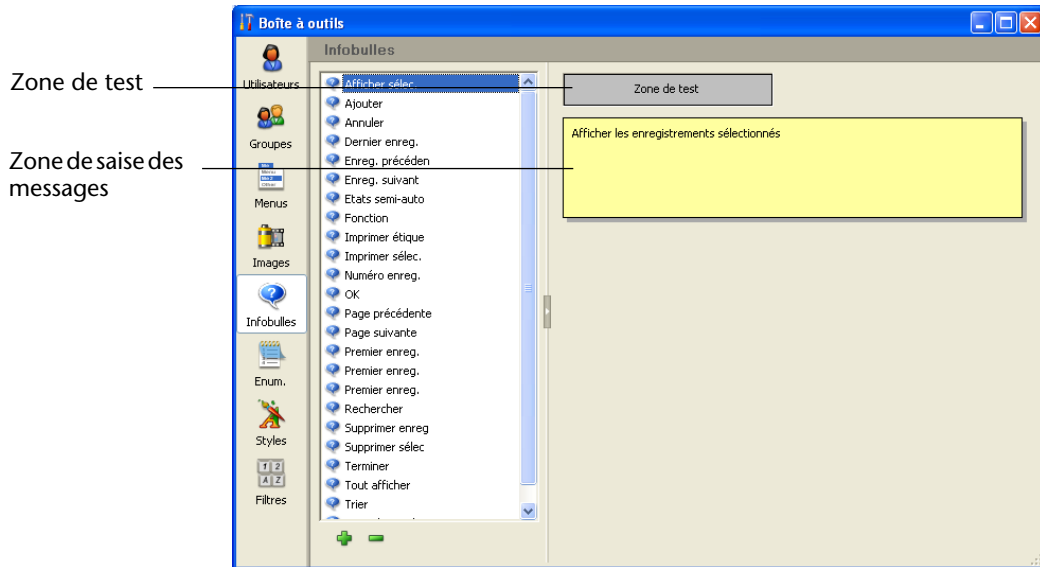 Boîte à outils
Infobulles
Zone de test
Zone de saise des
messages
Utilisateurs
Groupes
Menus
Images
Infobulles
Enum.
Styles
Filtres
Afficher sélec.
Ajouter
Annuler
Dernier enreg.
Enreg. précéden
Enreg. suivant
Etats semi-auto
Fonction
Imprimer étique
Imprimer sélec.
Numéro enreg.
OK
Page précédente
Page suivante
Premier enreg.
Premier enreg.
Premier enreg.
Rechercher
Supprimer enreg
Supprimer sélec
Terminer
Tout afficher
Trier
Zone de test
Afficher les enregistrements sélectionnés